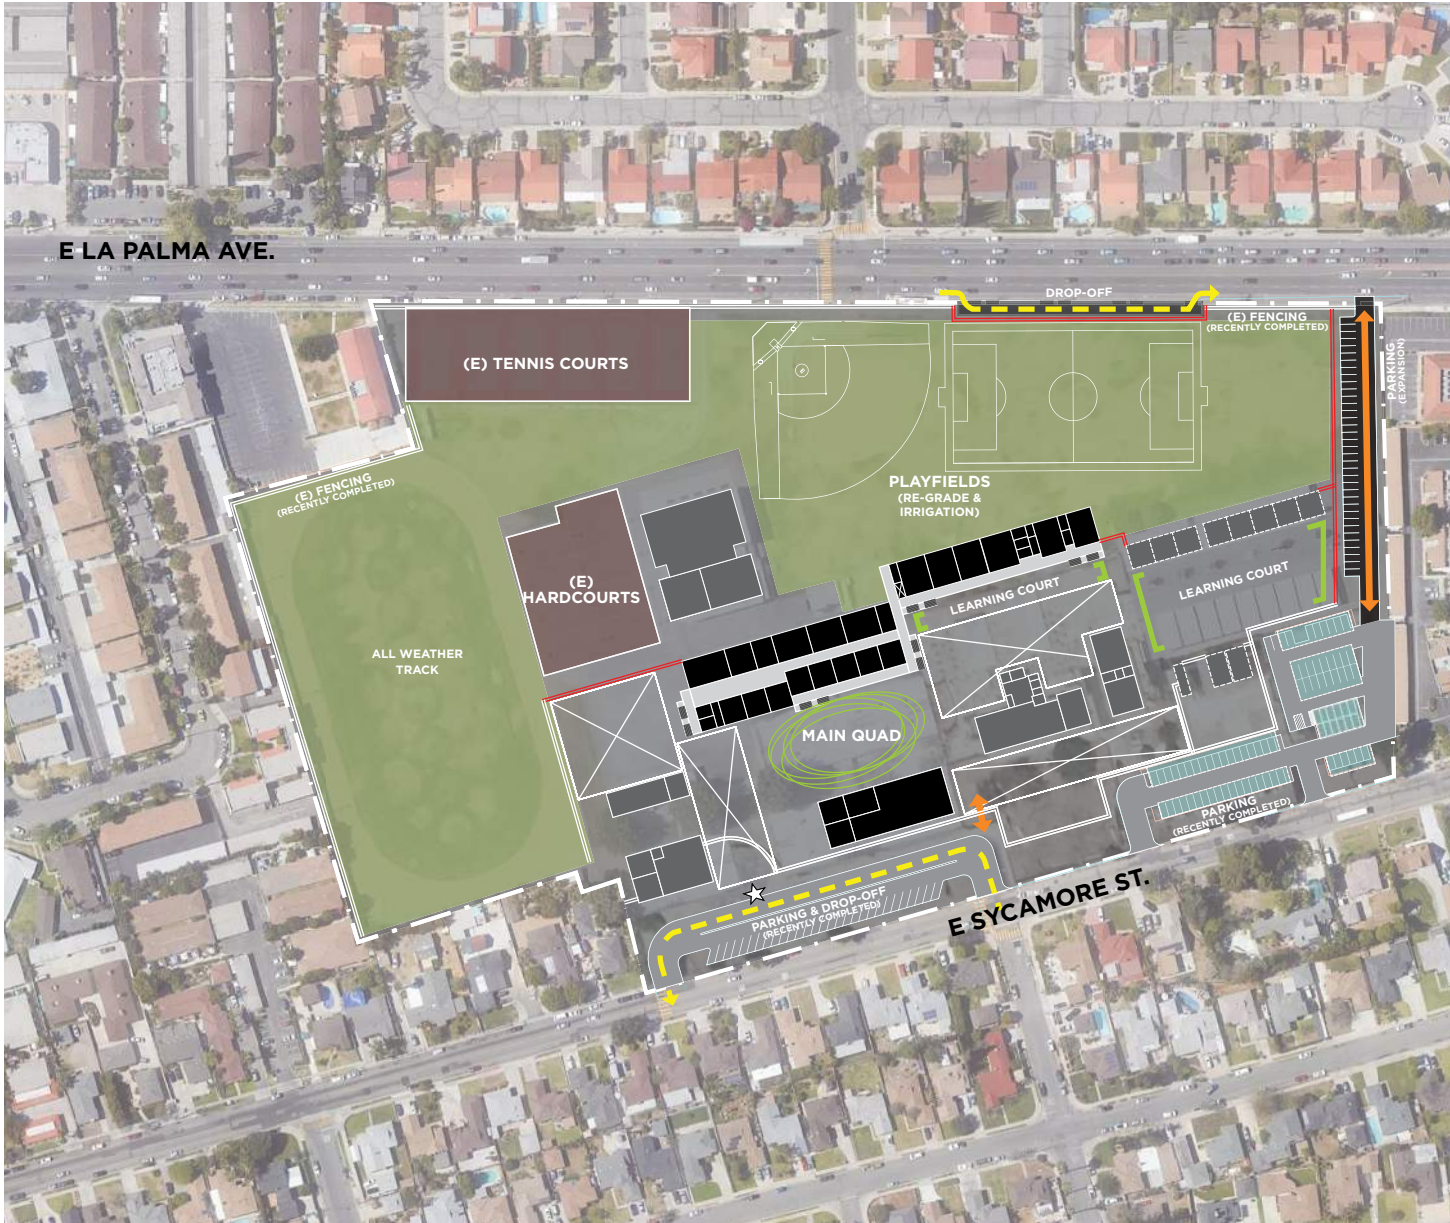 E LA PALMA AVE.
DROP-OFF
(E) FENCING
(RECENTLY COMPLETED)
PARKING
(EXPANSION)
(E) TENNIS COURTS
PLAYFIELDS
(RE-GRADE &
IRRIGATION)
(E) FENCING
(RECENTLY COMPLETED)
(E)
HARDCOURTS
LEARNING COURT
LEARNING COURT
ALL WEATHER
TRACK
MAIN QUAD
PARKING
(RECENTLY COMPLETED)
PARKING & DROP-OFF
(RECENTLY COMPLETED)
E SYCAMORE ST.